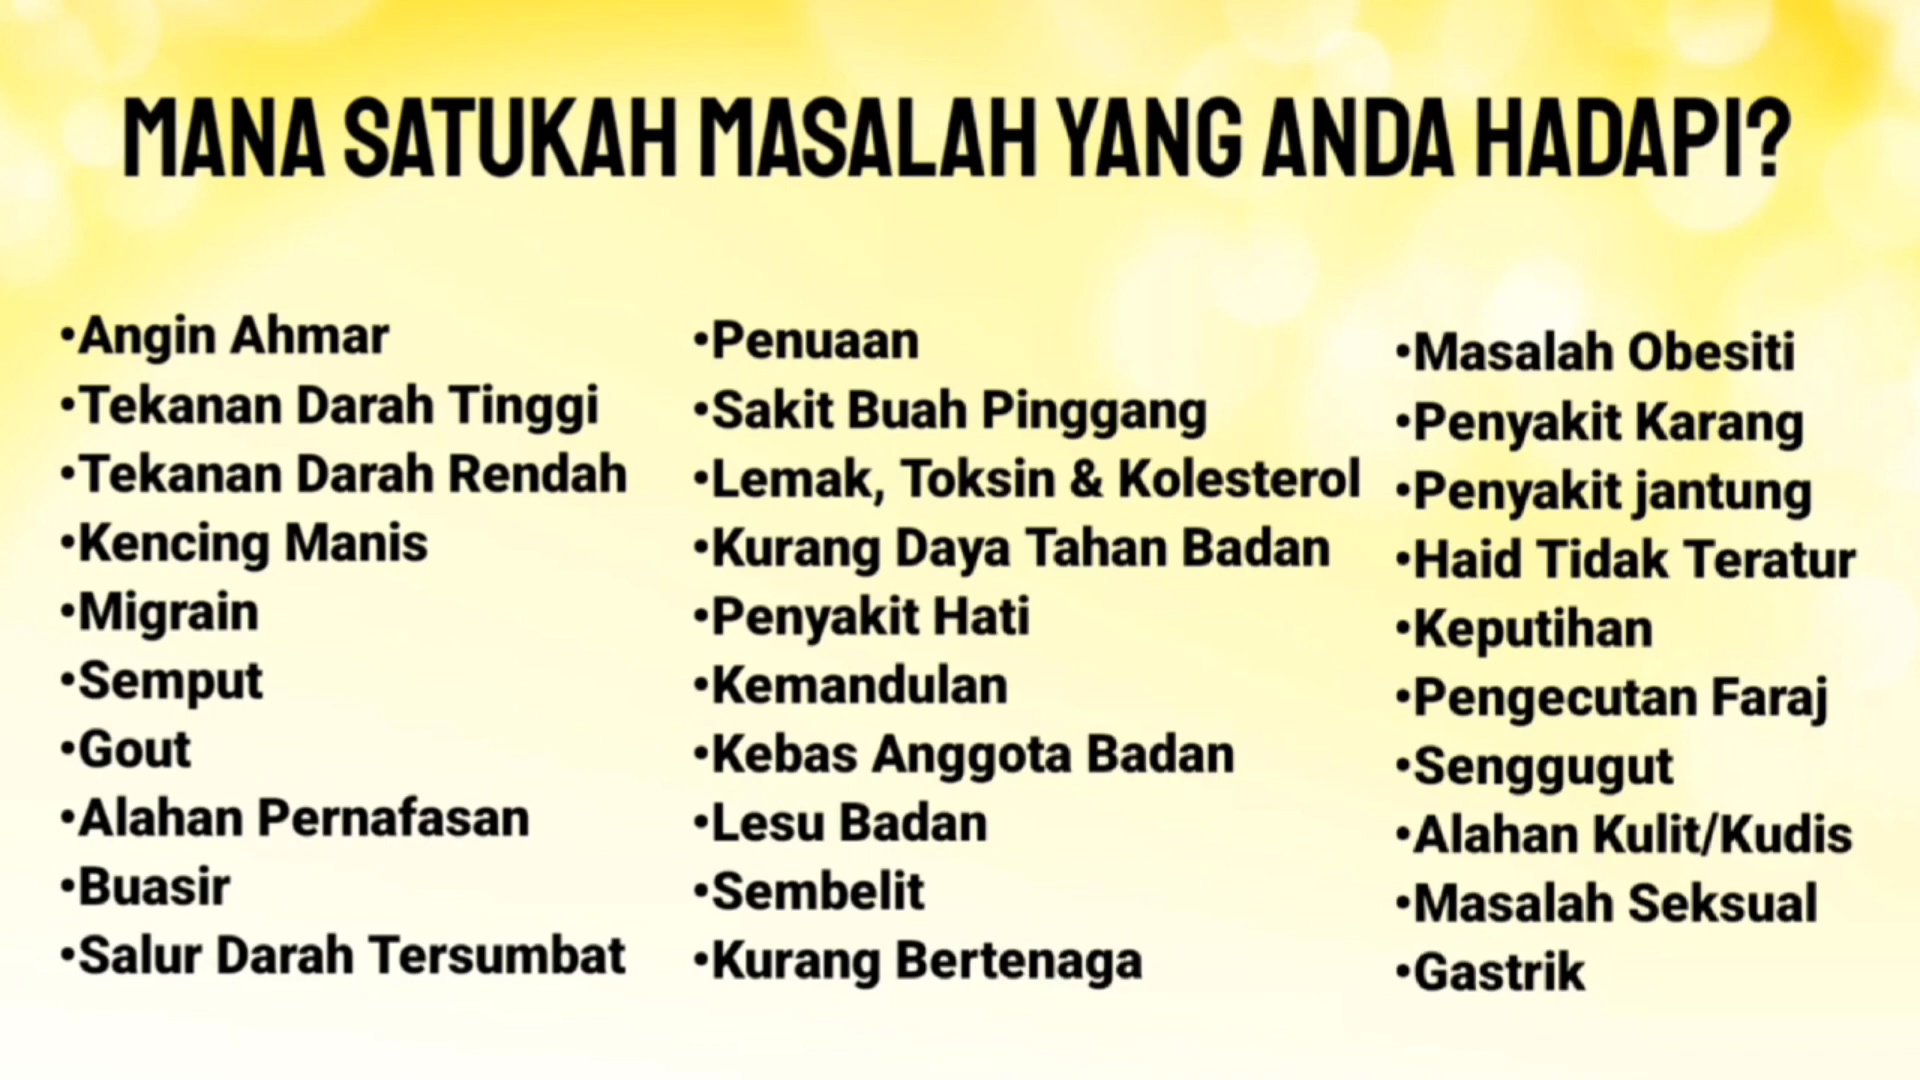 MANA SATUKAH MASALAH YANG ANDA HADAPI?
•Angin Ahmar
•Tekanan Darah Tinggi
•Tekanan Darah Rendah
•Kencing Manis
•Migrain
•Semput
•Gout
•Alahan Pernafasan
•Buasir
•Salur Darah Tersumbat
•Penuaan
•Sakit Buah Pinggang
•Lemak, Toksin & Kolesterol
•Kurang Daya Tahan Badan
•Penyakit Hati
•Kemandulan
•Kebas Anggota Badan
•Lesu Badan
•Sembelit
•Kurang Bertenaga
•Masalah Obesiti
•Penyakit Karang
•Penyakit jantung
•Haid Tidak Teratur
•Keputihan
•Pengecutan Faraj
•Senggugut
•Alahan Kulit/Kudis
•Masalah Seksual
•Gastrik